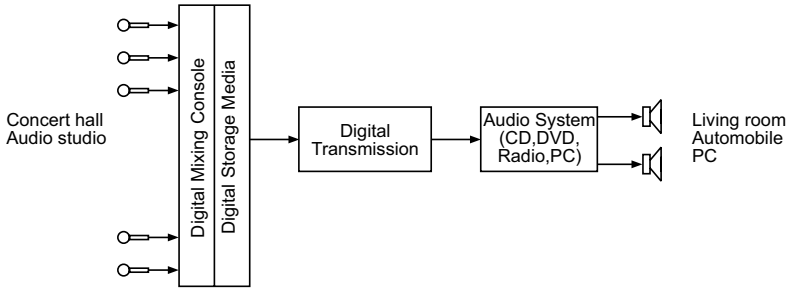 Concert hall
Audio studio
Digital Mixing Console
Digital Storage Media
Digital
Transmission
Audio System
(CD,DVD,
Radio,PC)
Living room
Automobile
PC